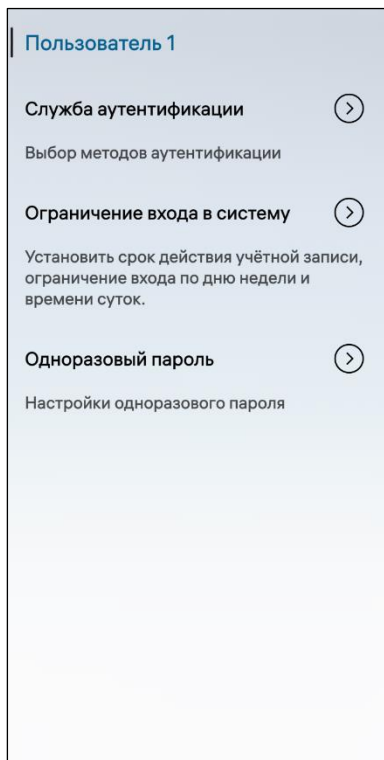 Пользователь 1
Служба аутентификации
Выбор методов аутентификации
Ограничение входа в систему
Установить срок действия учётной записи,
ограничение входа по дню недели и
времени суток.
Одноразовый пароль
Настройки одноразового пароля